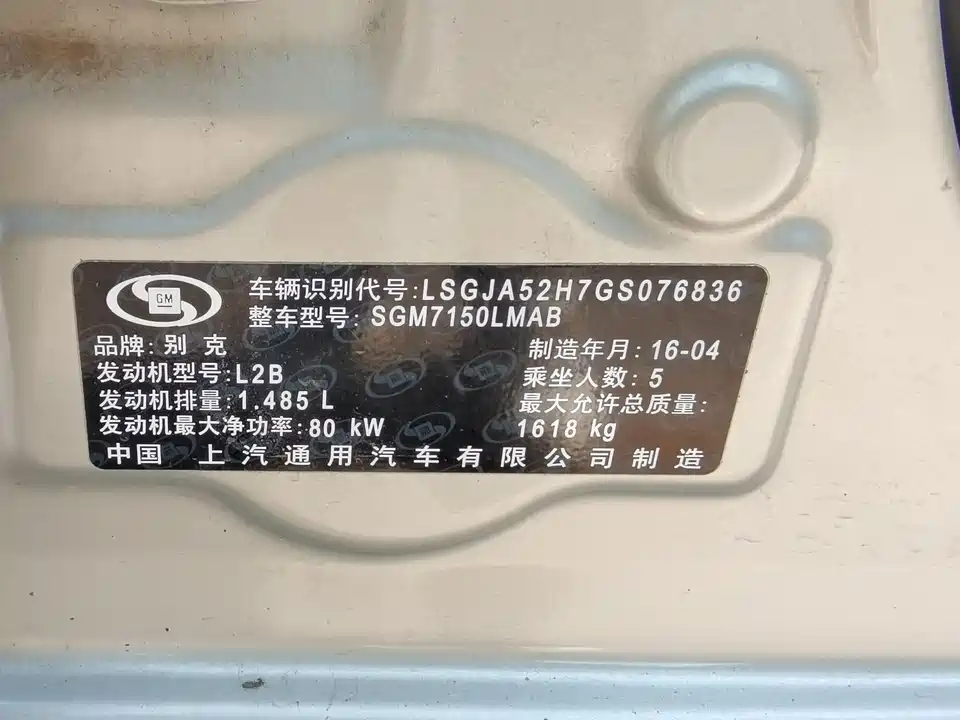 GM
车辆识别代号:LSGJA52H7GS076836
整车型号: SGM7150LMAB
品牌: 别 克
制造年月: 16-04
发动机型号:L2B
乘坐人数: 5
发动机排量:1.485 L
最大允许总质量:
发动机最大净功率:80 kW
1618 kg
中国 上汽通用汽车有限公司制造